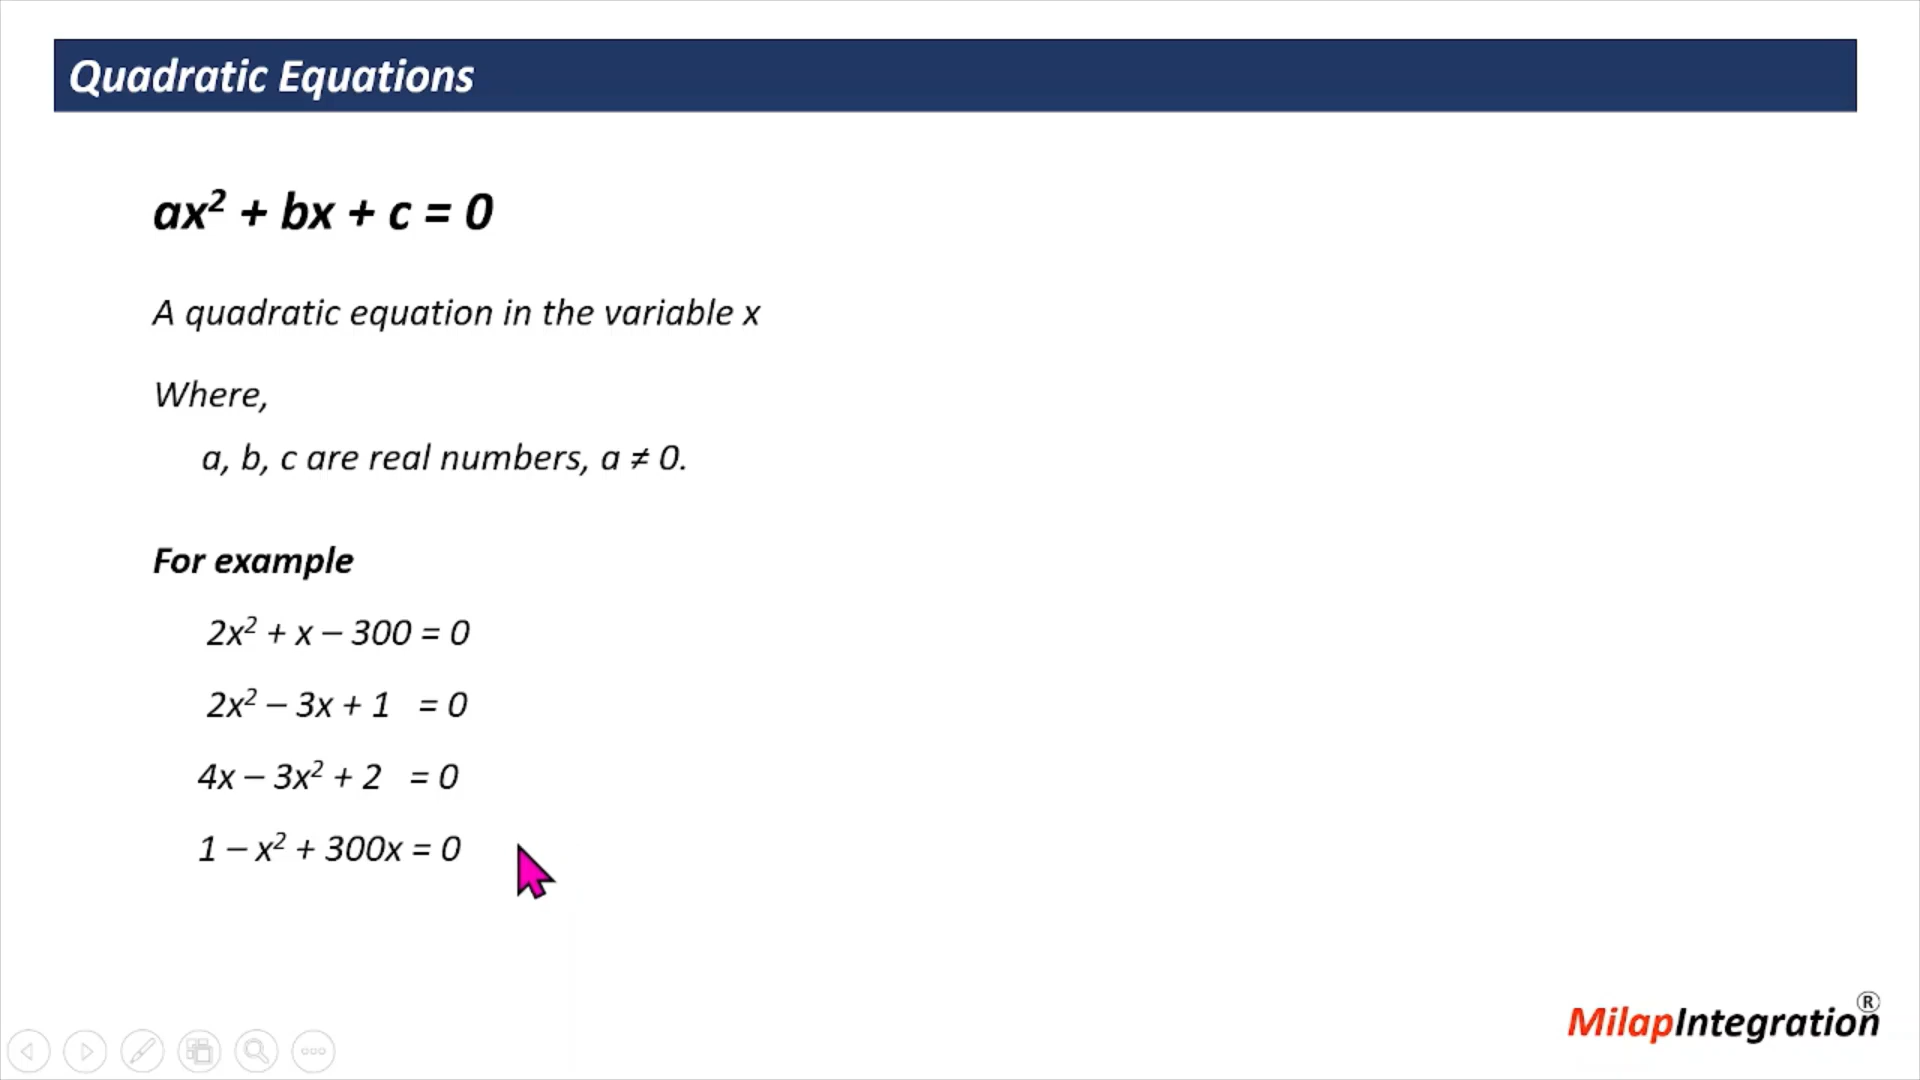 Quadratic Equations
ax² + bx + c = 0
A quadratic equation in the variable x
Where,
a, b, c are real numbers, a ≠ 0.
For example
2x² + x – 300 = 0
2x² – 3x + 1 = 0
4x – 3x² + 2 = 0
1 – x² + 300x = 0
MilapIntegration®